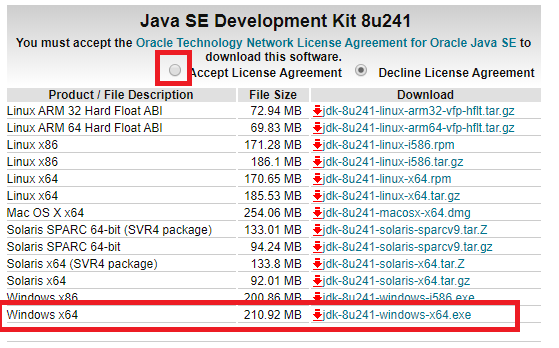 Java SE Development Kit 8u241
You must accept the Oracle Technology Network License Agreement for Oracle Java SE to
download this software.
Accept License Agreement Decline License Agreement
Product / File Description File Size Download
Linux ARM 32 Hard Float ABI 72.94 MB jdk-8u241-linux-arm32-vfp-hflt.tar.gz
Linux ARM 64 Hard Float ABI 69.83 MB jdk-8u241-linux-arm64-vfp-hflt.tar.gz
Linux x86 171.28 MB jdk-8u241-linux-i586.rpm
Linux x86 186.1 MB jdk-8u241-linux-i586.tar.gz
Linux x64 170.65 MB jdk-8u241-linux-x64.rpm
Linux x64 185.53 MB jdk-8u241-linux-x64.tar.gz
Mac OS X x64 254.06 MB jdk-8u241-macosx-x64.dmg
Solaris SPARC 64-bit (SVR4 package) 133.01 MB jdk-8u241-solaris-sparcv9.tar.Z
Solaris SPARC 64-bit 94.24 MB jdk-8u241-solaris-sparcv9.tar.gz
Solaris x64 (SVR4 package) 133.8 MB jdk-8u241-solaris-x64.tar.Z
Solaris x64 92.01 MB jdk-8u241-solaris-x64.tar.gz
Windows x86 200.86 MB jdk-8u241-windows-i586.exe
Windows x64 210.92 MB jdk-8u241-windows-x64.exe